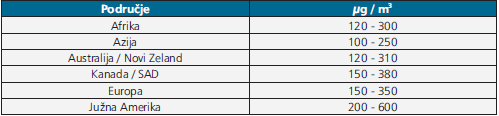 Područje µg / m³
Afrika 120 - 300
Azija 100 - 250
Australija / Novi Zeland 120 - 310
Kanada / SAD 150 - 380
Europa 150 - 350
Južna Amerika 200 - 600